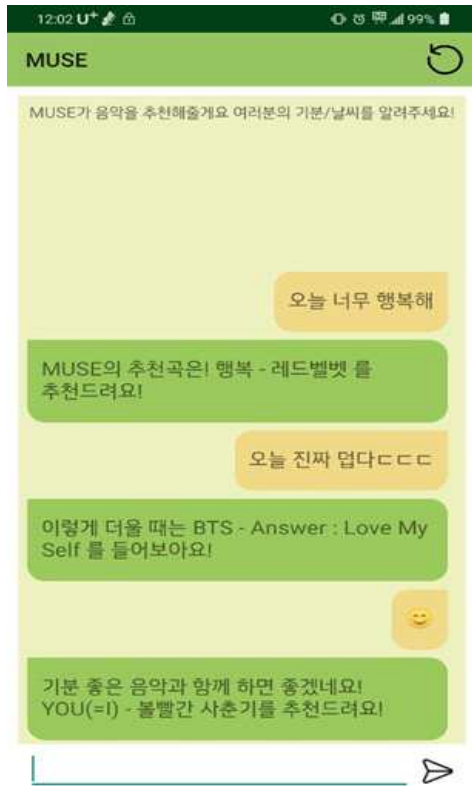 12:02 U+ 99%
MUSE
MUSE가 음악을 추천해줄게요 여러분의 기분/날씨를 알려주세요!
오늘 너무 행복해
MUSE의 추천곡은! 행복 - 레드벨벳 를
추천드려요!
오늘 진짜 덥다ㄷㄷㄷ
이렇게 더울 때는 BTS - Answer : Love My
Self 를 들어보아요!
😊
기분 좋은 음악과 함께 하면 좋겠네요!
YOU(=I) - 볼빨간 사춘기를 추천드려요!